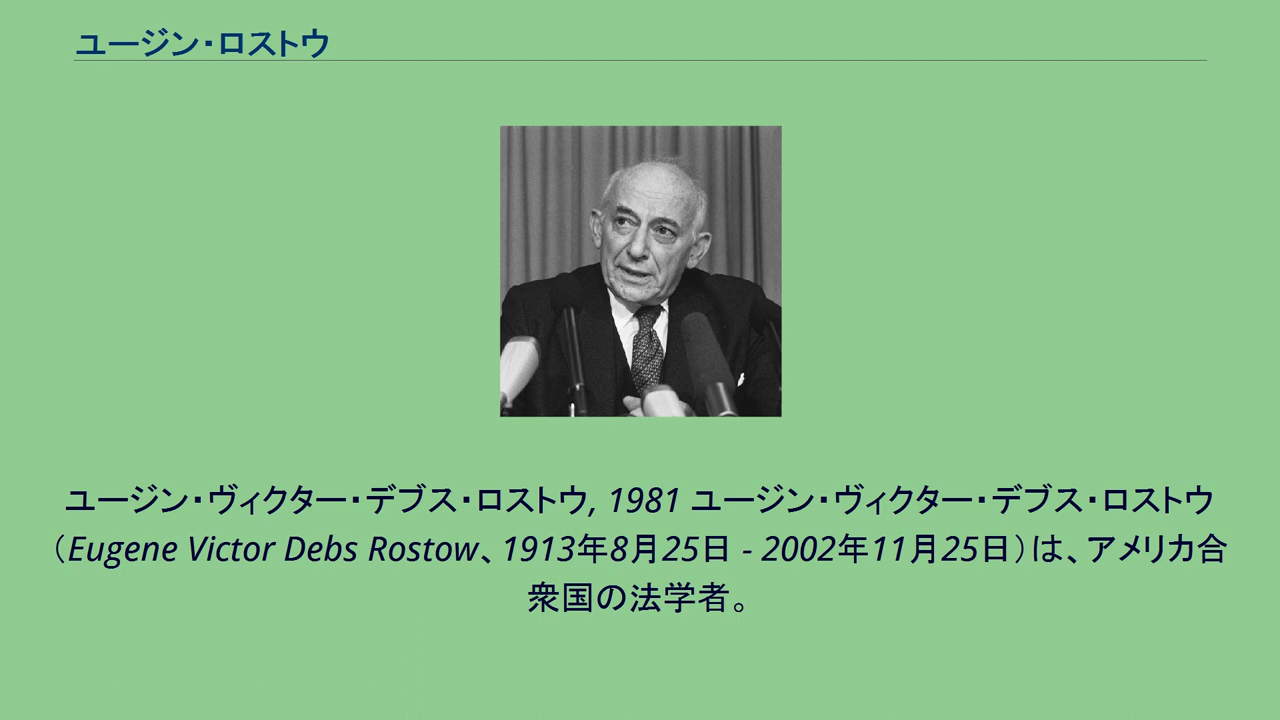 ユージン・ロストウ
ユージン・ヴィクター・デブス・ロストウ, 1981 ユージン・ヴィクター・デブス・ロストウ
（Eugene Victor Debs Rostow、1913年8月25日 - 2002年11月25日）は、アメリカ合
衆国の法学者。